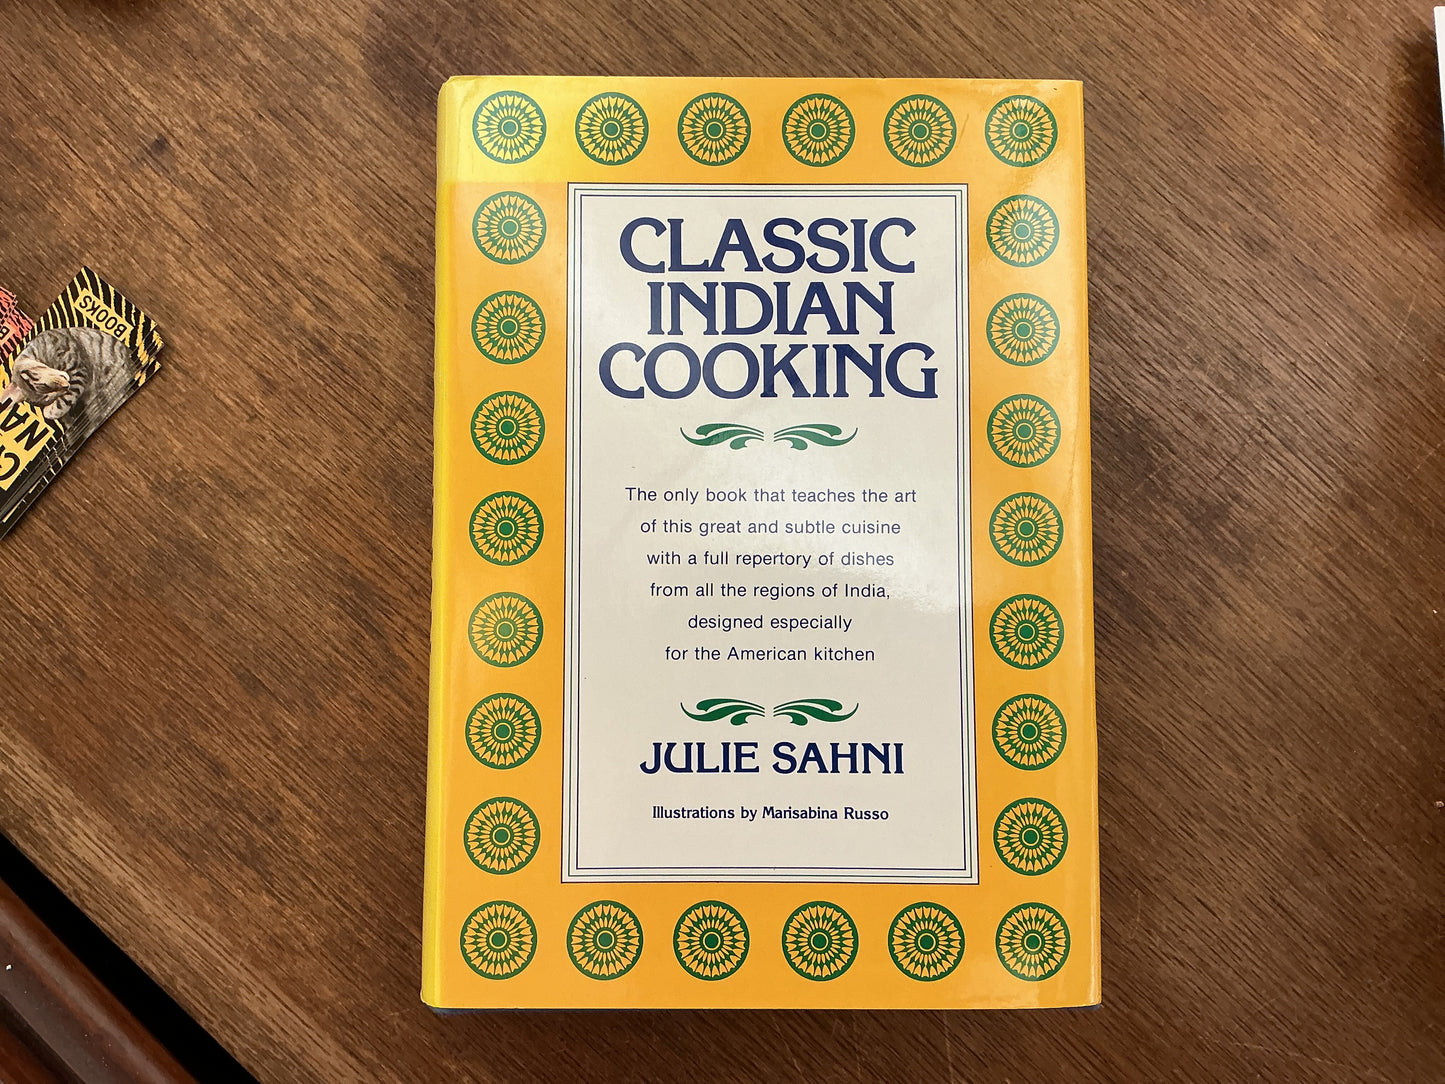 CLASSIC
INDIAN
COOKING
The only book that teaches the art
of this great and subtle cuisine
with a full repertory of dishes
from all the regions of India,
designed especially
for the American kitchen
JULIE SAHNI
Illustrations by Marisabina Russo
BOOKS